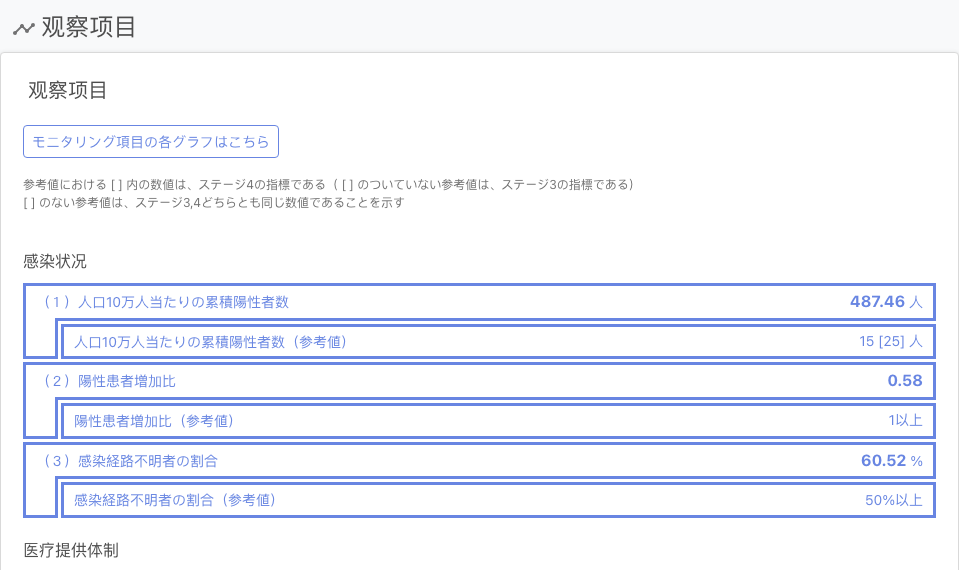 观察项目
观察项目
モニタリング項目の各グラフはこちら
参考値における [ ] 内の数値は、ステージ4の指標である（ [ ] のついていない参考値は、ステージ3の指標である）
[ ] のない参考値は、ステージ3,4どちらとも同じ数値であることを示す
感染状况
（1）人口10万人当たりの累積陽性者数 487.46 人
人口10万人当たりの累積陽性者数（参考値） 15 [25] 人
（2）陽性患者増加比 0.58
陽性患者増加比（参考値） 1以上
（3）感染経路不明者の割合 60.52 %
感染経路不明者の割合（参考値） 50%以上
医疗提供体制